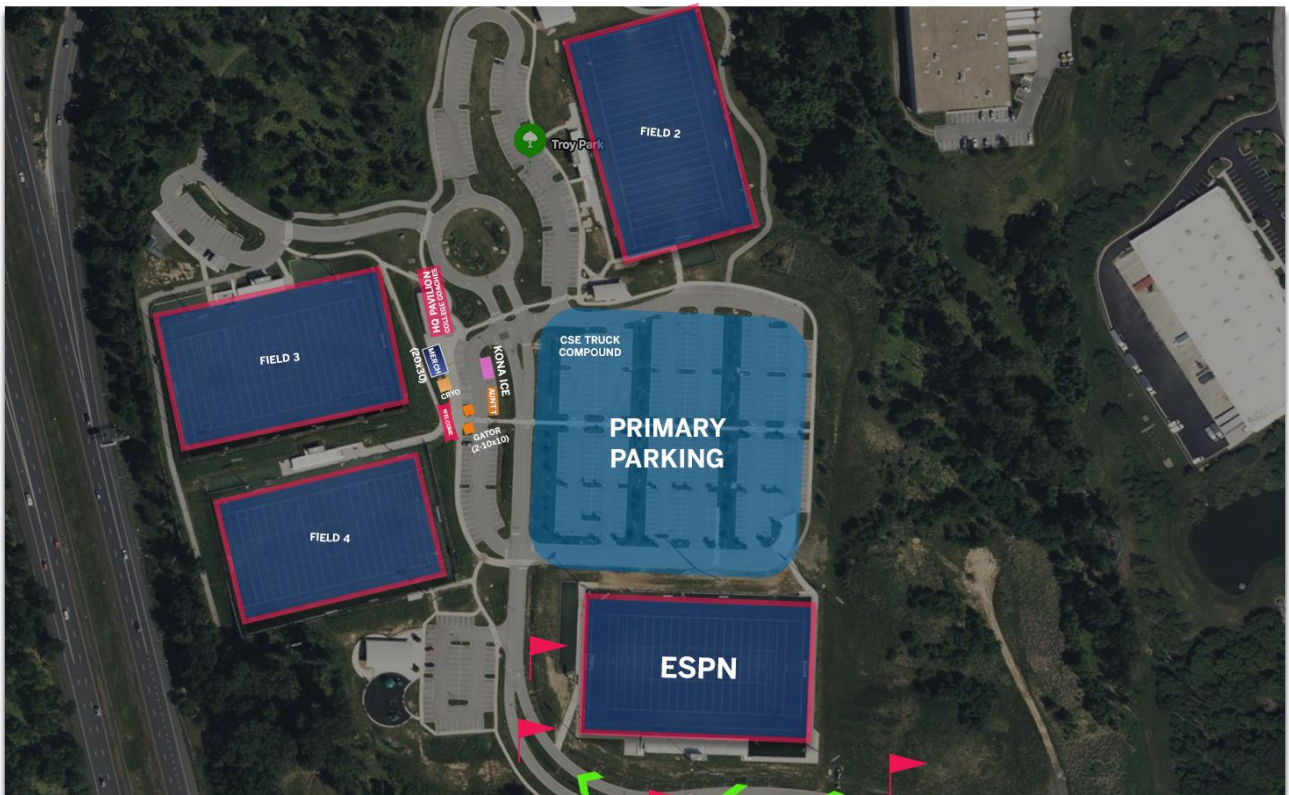 FIELD 2
Troy Park
HQ PAVILION
COLLEGE COACHES
FIELD 3
MERCH
(20x30)
CRYO
WELCOME
KONA ICE
AUNT T
GATOR
(2-10x10)
CSE TRUCK
COMPOUND
PRIMARY
PARKING
FIELD 4
ESPN